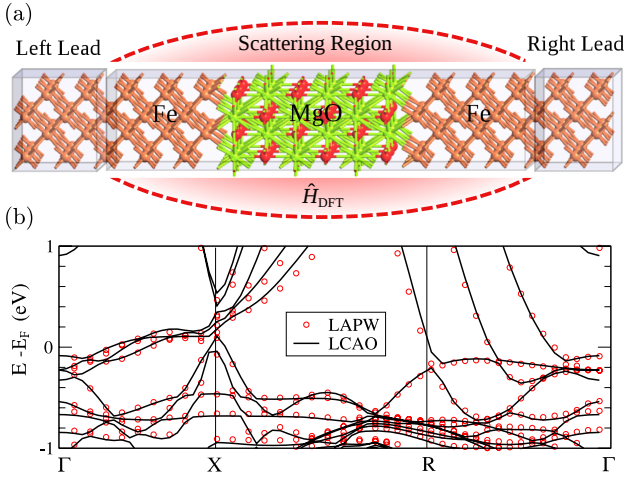 (a)
Left Lead
Scattering Region
Right Lead
Fe
MgO
Fe
Ĥ_DFT
(b)
E -E_F (eV)
1
0
-1
LAPW
LCAO
Γ
X
R
Γ